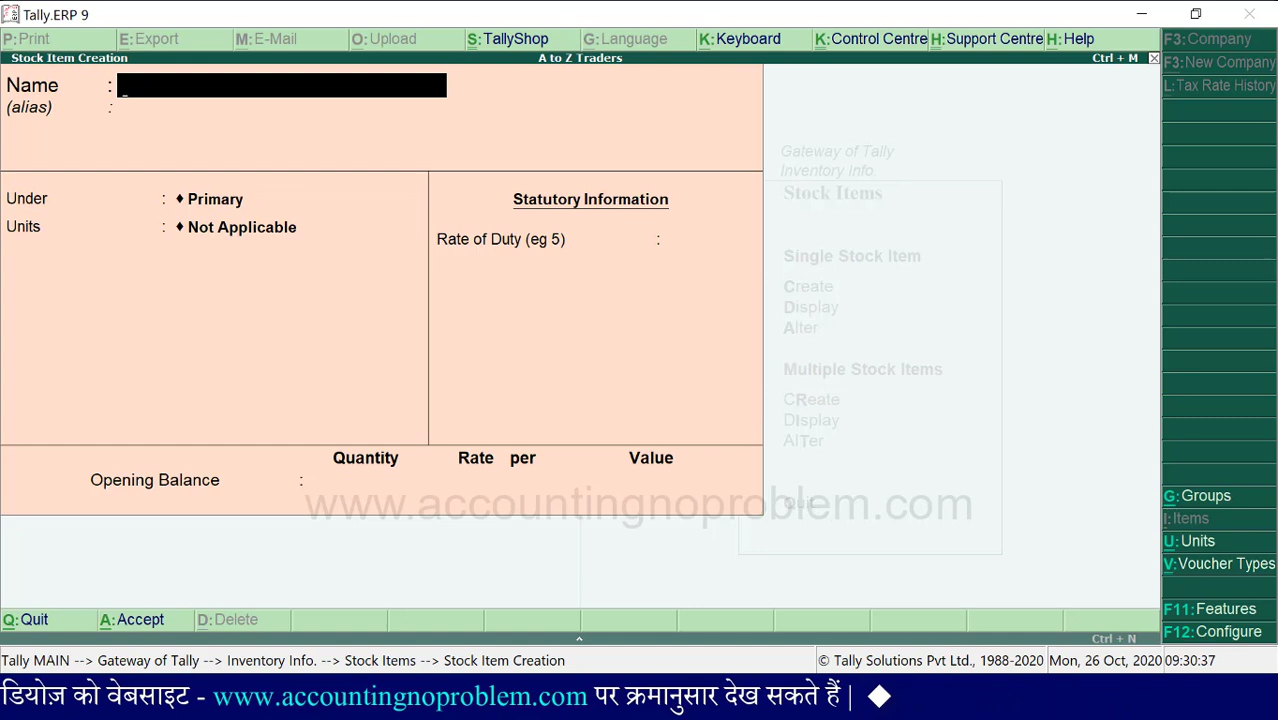 Tally.ERP 9
P: Print E: Export M: E-Mail O: Upload S: TallyShop G: Language K: Keyboard K: Control Centre H: Support Centre H: Help F3: Company
Stock Item Creation A to Z Traders Ctrl + M
F3: New Company
L: Tax Rate History
Name :
(alias) :
Under : ♦ Primary
Units : ♦ Not Applicable
Statutory Information
Rate of Duty (eg 5) :
Gateway of Tally
Inventory Info.
Stock Items
Single Stock Item
Create
Display
Alter
Multiple Stock Items
CReate
DIsplay
AlTer
Quit
Quantity Rate per Value
Opening Balance :
www.accountingnoproblem.com
G: Groups
I: Items
U: Units
V: Voucher Types
F11: Features
F12: Configure
Q: Quit A: Accept D: Delete
Ctrl + N
Tally MAIN --> Gateway of Tally --> Inventory Info. --> Stock Items --> Stock Item Creation © Tally Solutions Pvt Ltd., 1988-2020 Mon, 26 Oct, 2020 09:30:37
डियोज़ को वेबसाइट - www.accountingnoproblem.com पर क्रमानुसार देख सकते हैं |